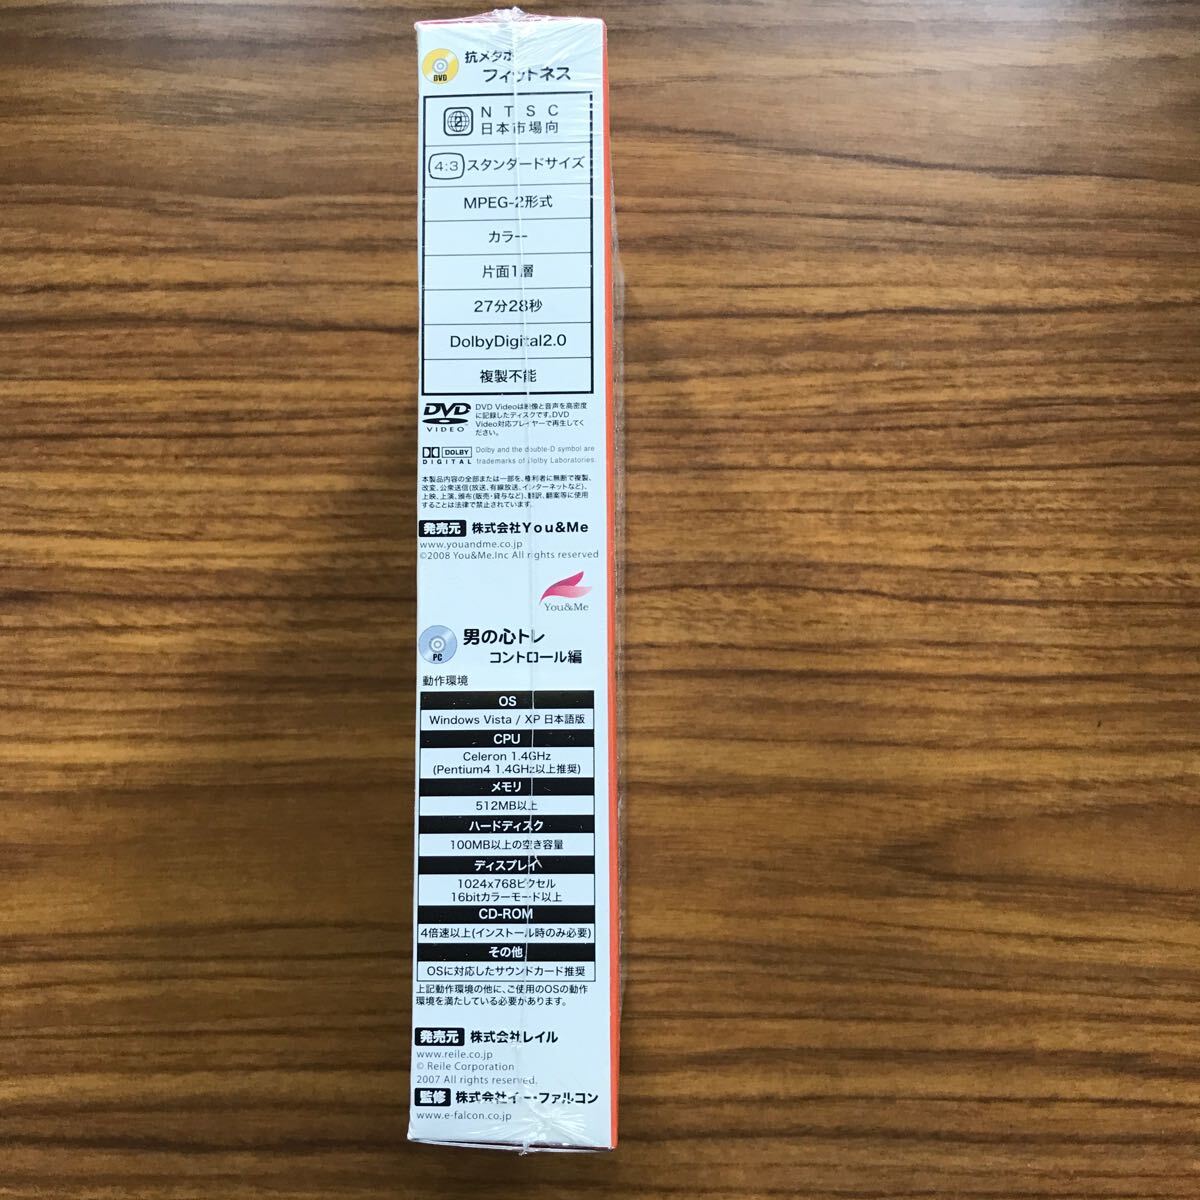 DVD
抗メタボ
フィットネス
2
NTSC
日本市場向
4:3 スタンダードサイズ
MPEG-2形式
カラー
片面1層
27分28秒
DolbyDigital2.0
複製不能
DVD
VIDEO
DVD Videoは映像と音声を高密度
に記録したディスクです。DVD
Video対応プレイヤーで再生してく
ださい。
DOLBY
DIGITAL
Dolby and the double-D symbol are
trademarks of Dolby Laboratories.
本製品内容の全部または一部を、権利者に無断で複製、
改変、公衆送信(放送、有線放送、インターネットなど)、
上映、上演、頒布(販売・貸与など)、翻訳、翻案等に使用
することは法律で禁止されています。
発売元 株式会社You&Me
www.youandme.co.jp
©2008 You&Me.Inc All rights reserved
You&Me
PC
男の心トレ
コントロール編
動作環境
OS
Windows Vista / XP 日本語版
CPU
Celeron 1.4GHz
(Pentium4 1.4GHz以上推奨)
メモリ
512MB以上
ハードディスク
100MB以上の空き容量
ディスプレイ
1024x768ピクセル
16bitカラーモード以上
CD-ROM
4倍速以上(インストール時のみ必要)
その他
OSに対応したサウンドカード推奨
上記動作環境の他に、ご使用のOSの動作
環境を満たしている必要があります。
発売元 株式会社レイル
www.reile.co.jp
© Reile Corporation
2007 All rights reserved.
監修 株式会社イー・ファルコン
www.e-falcon.co.jp